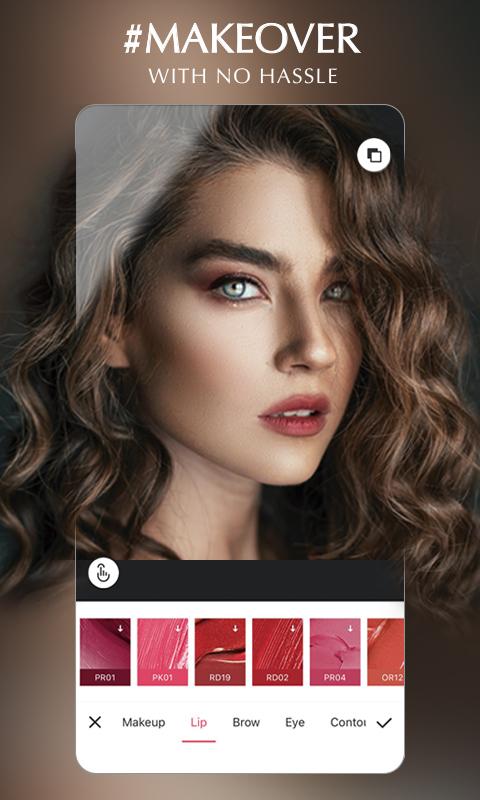 #MAKEOVER
WITH NO HASSLE
PR01 PK01 RD19 RD02 PR04 OR12
Makeup Lip Brow Eye Contou